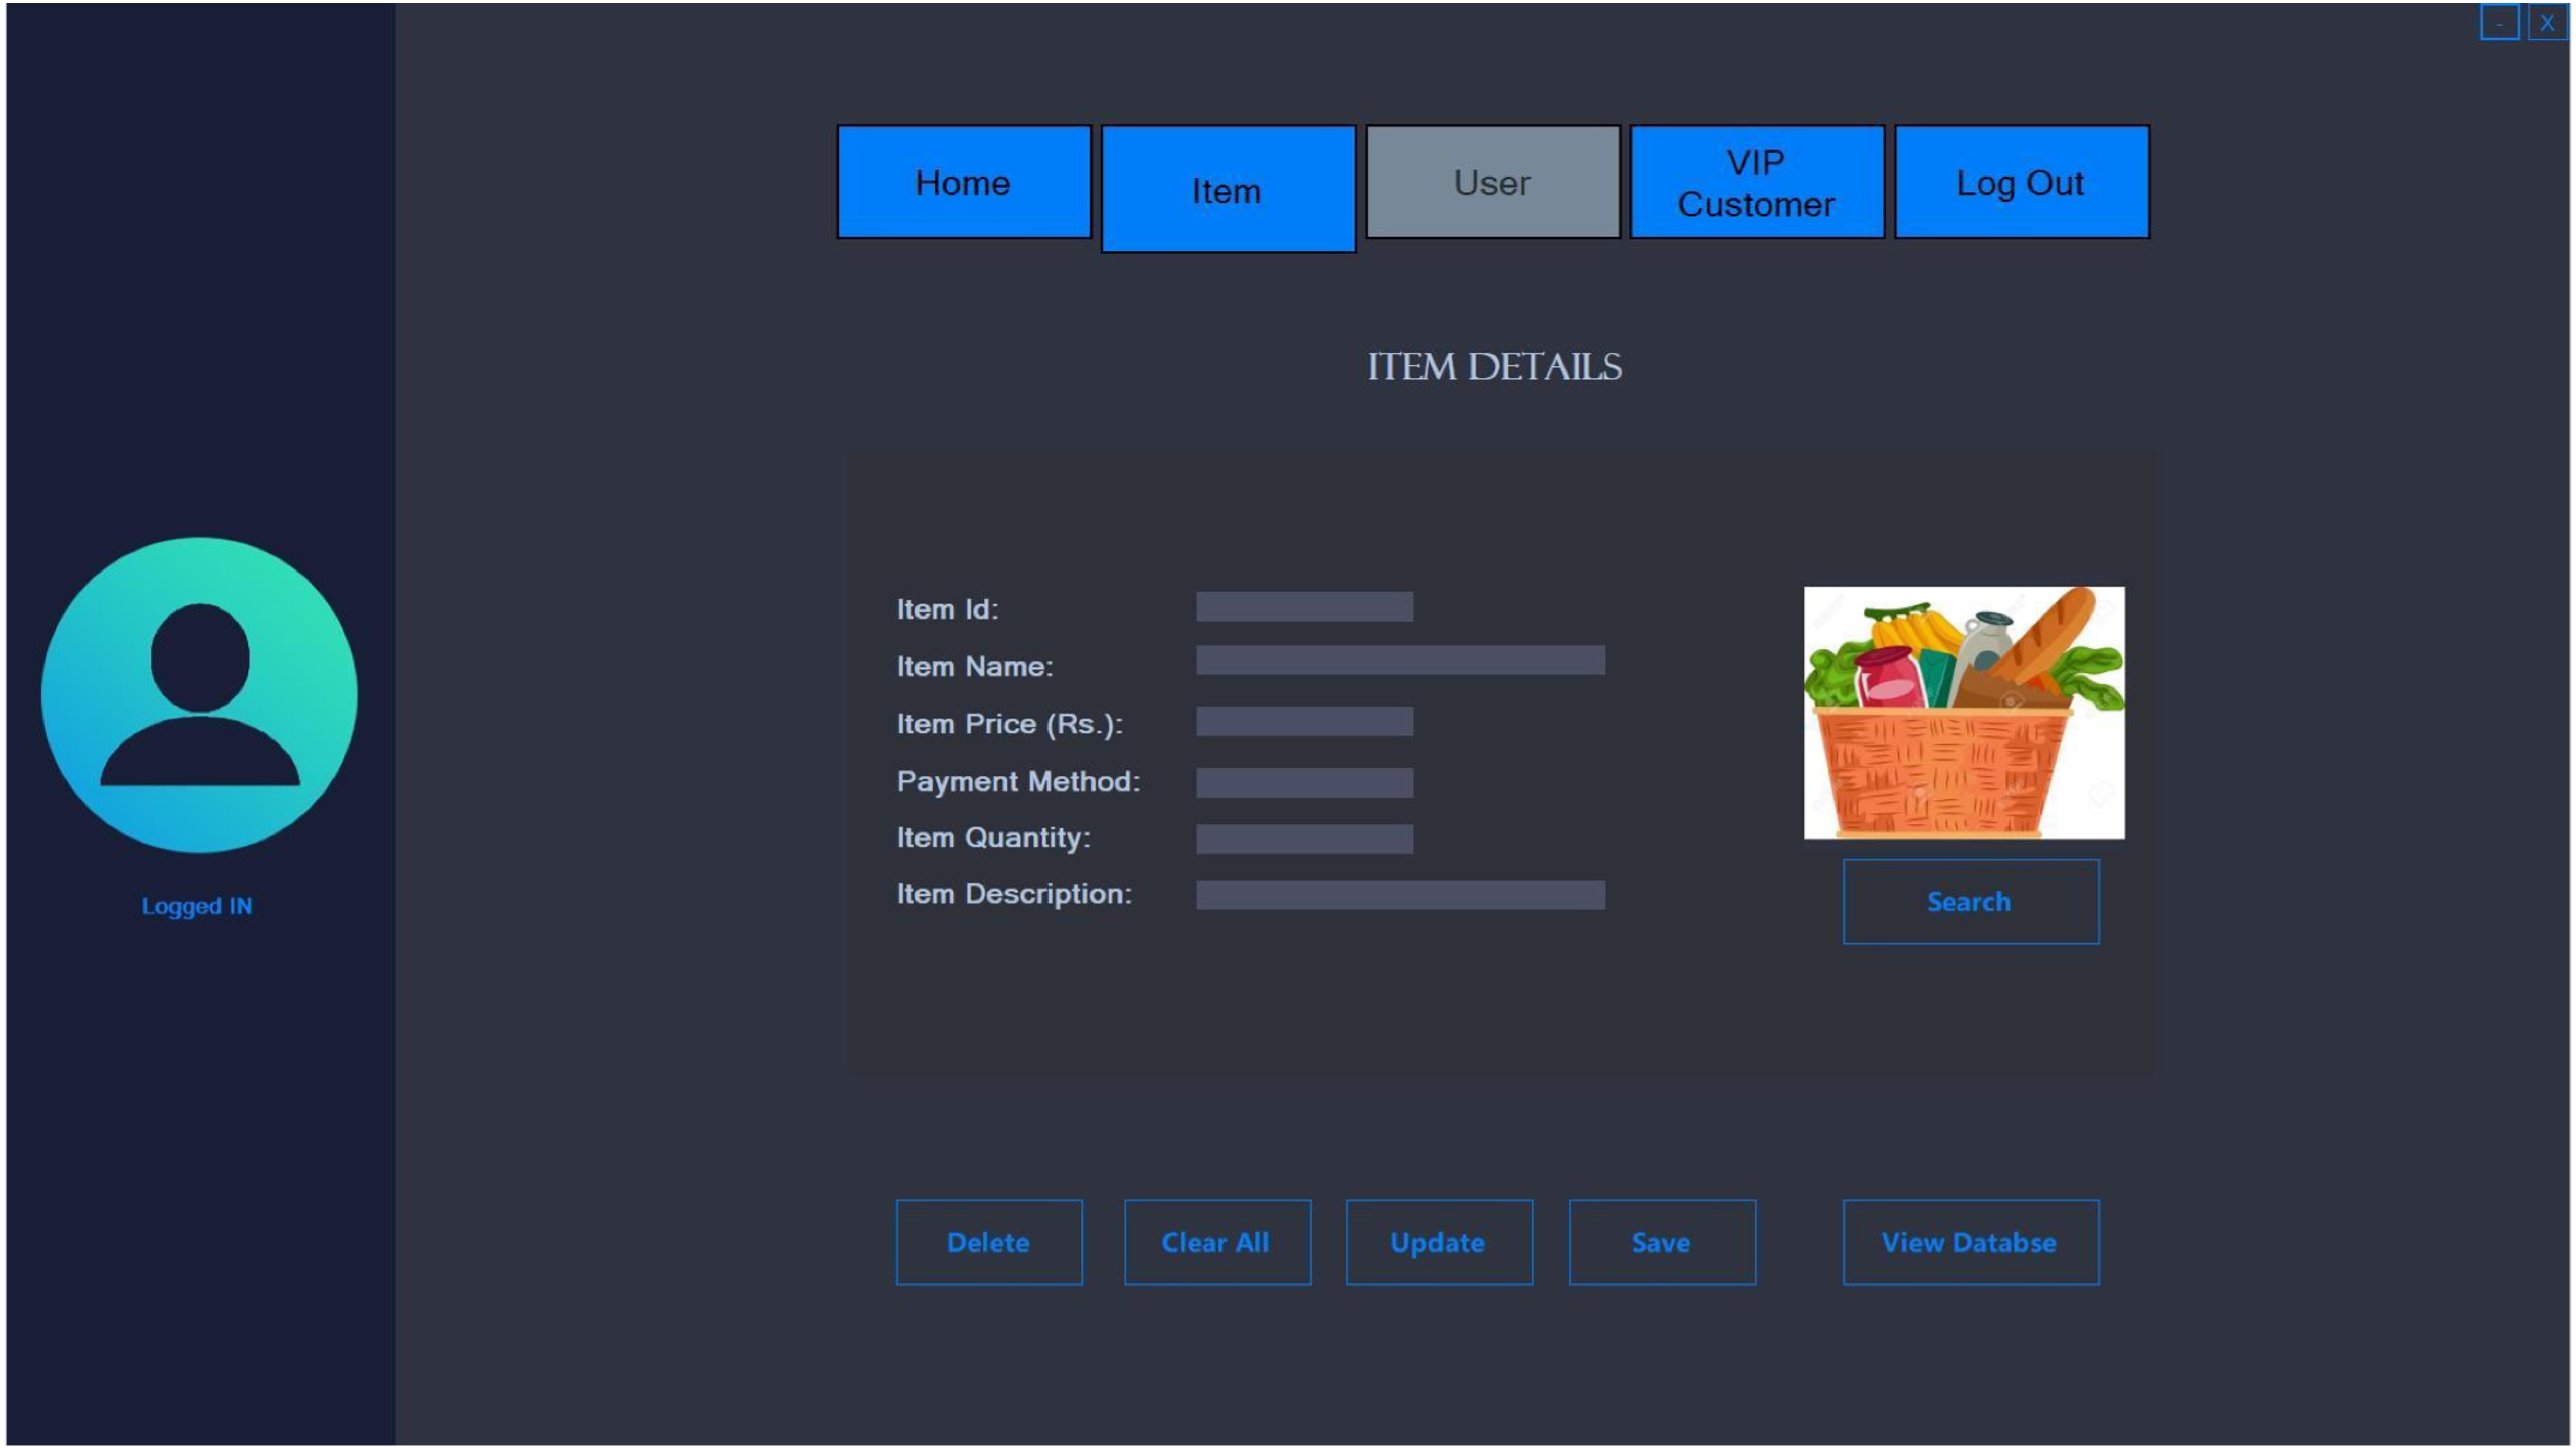 - X
Home
Item
User
VIP
Customer
Log Out
ITEM DETAILS
Item Id:
Item Name:
Item Price (Rs.):
Payment Method:
Item Quantity:
Item Description:
Search
Logged IN
Delete
Clear All
Update
Save
View Databse